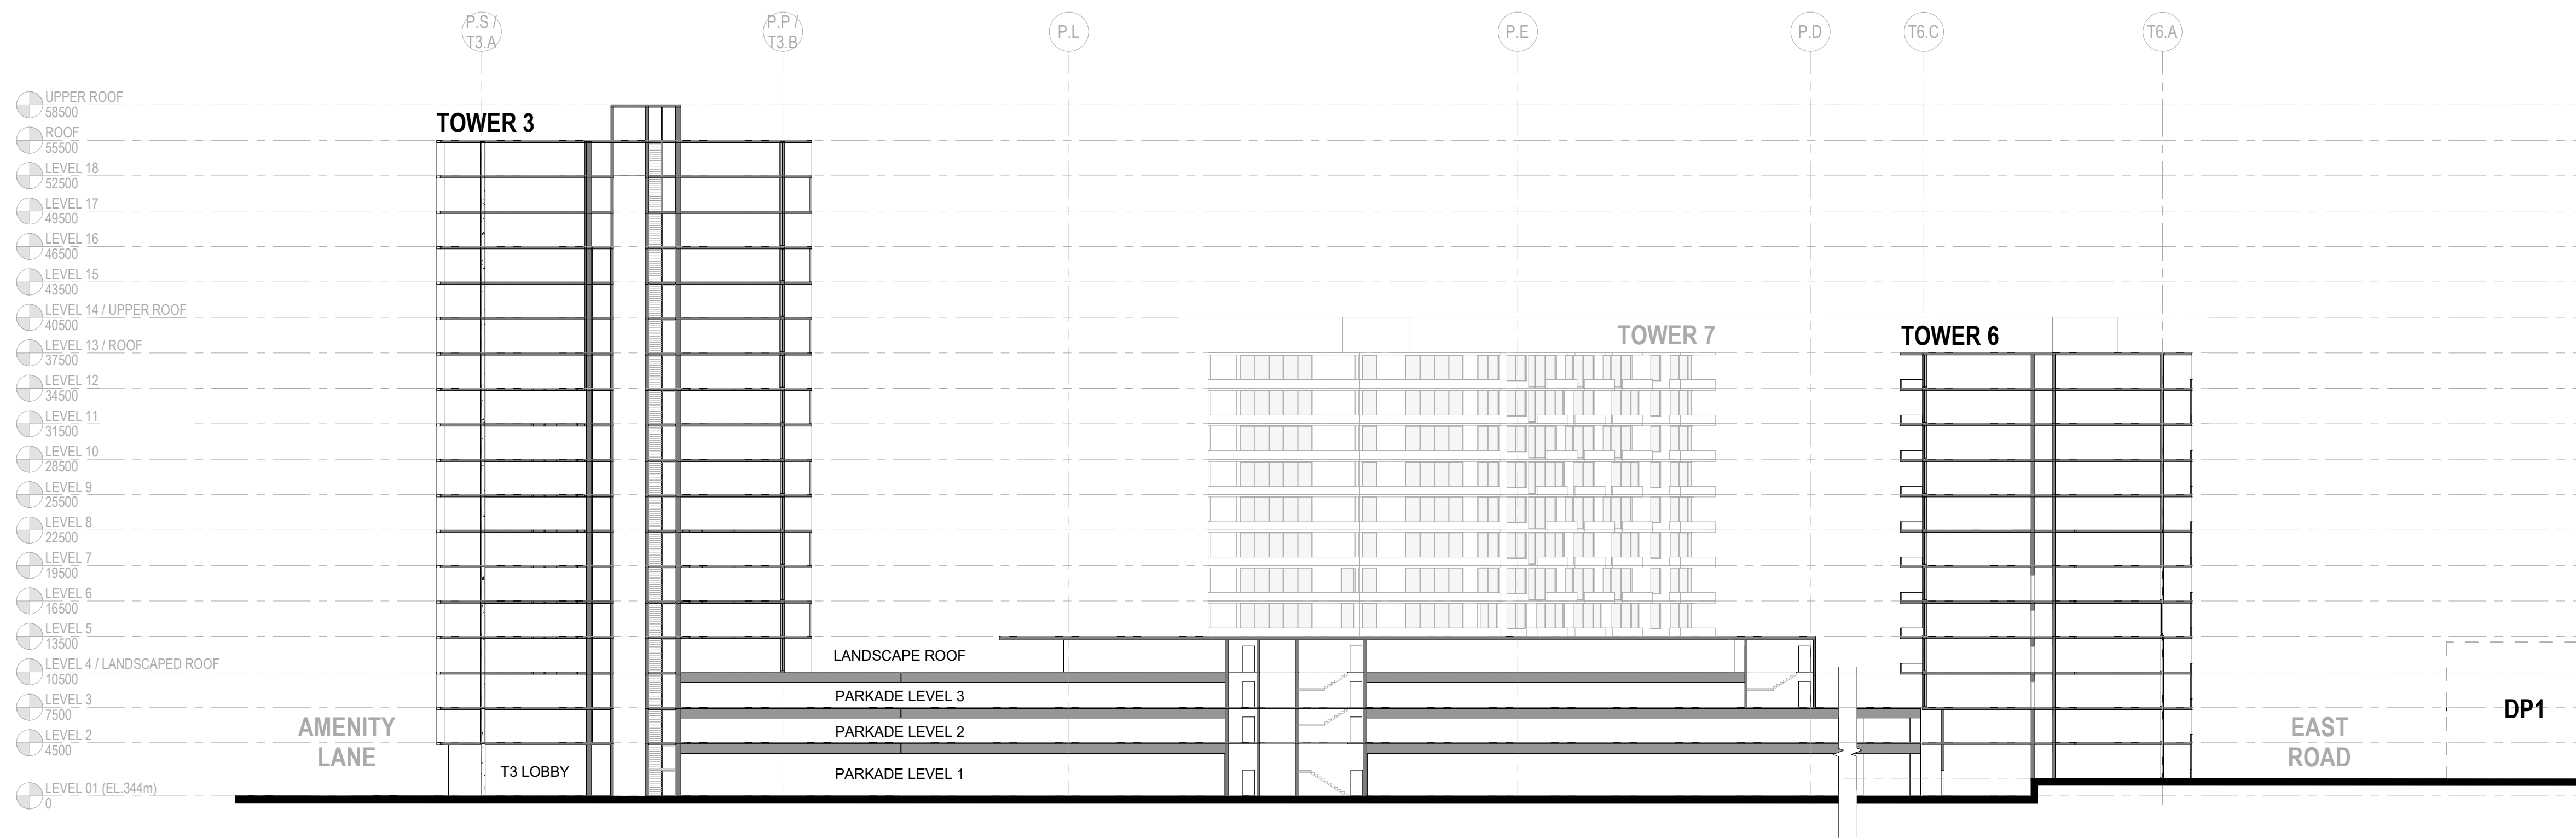 P.S /
T3.A
P.P /
T3.B
P.L
P.E
P.D
T6.C
T6.A
UPPER ROOF
58500
ROOF
55500
LEVEL 18
52500
LEVEL 17
49500
LEVEL 16
46500
LEVEL 15
43500
LEVEL 14 / UPPER ROOF
40500
LEVEL 13 / ROOF
37500
LEVEL 12
34500
LEVEL 11
31500
LEVEL 10
28500
LEVEL 9
25500
LEVEL 8
22500
LEVEL 7
19500
LEVEL 6
16500
LEVEL 5
13500
LEVEL 4 / LANDSCAPED ROOF
10500
LEVEL 3
7500
LEVEL 2
4500
LEVEL 01 (EL.344m)
0
TOWER 3
TOWER 7
TOWER 6
LANDSCAPE ROOF
PARKADE LEVEL 3
PARKADE LEVEL 2
PARKADE LEVEL 1
T3 LOBBY
AMENITY
LANE
EAST
ROAD
DP1